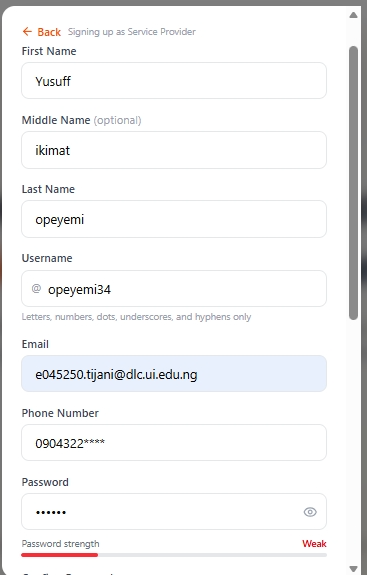 ← Back Signing up as Service Provider
First Name
Yusuff
Middle Name (optional)
ikimat
Last Name
opeyemi
Username
@ opeyemi34
Letters, numbers, dots, underscores, and hyphens only
Email
e045250.tijani@dlc.ui.edu.ng
Phone Number
0904322****
Password
••••••
Password strength Weak